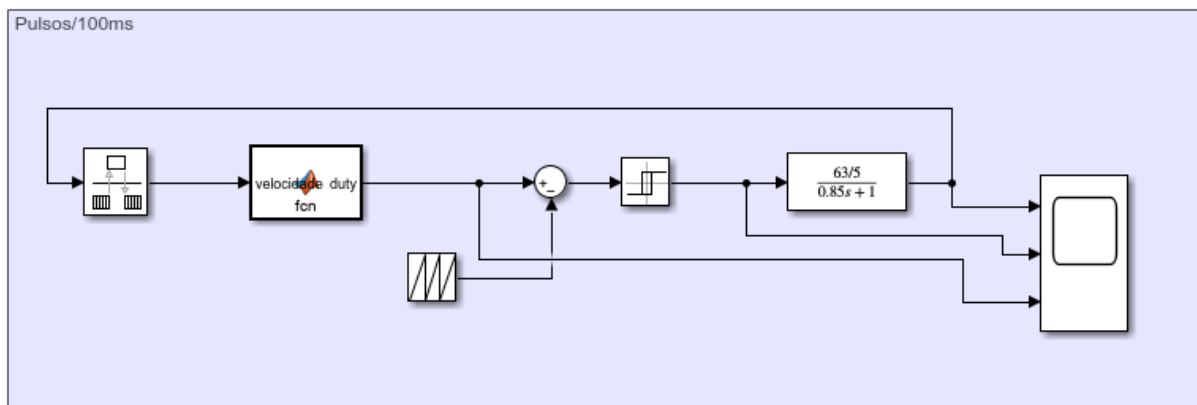 Pulsos/100ms
velocidade duty
fcn
+
−
63/5
0.85s + 1